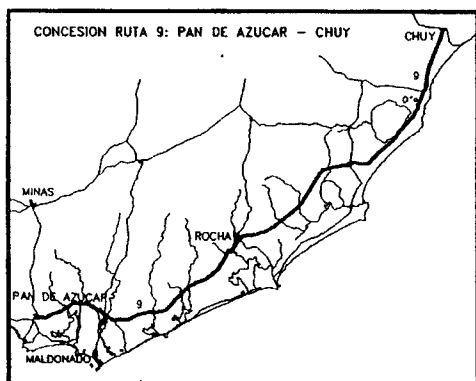 CONCESION RUTA 9: PAN DE AZUCAR - CHUY
CHUY
9
MINAS
ROCHA
PAN DE AZUCAR
9
MALDONADO